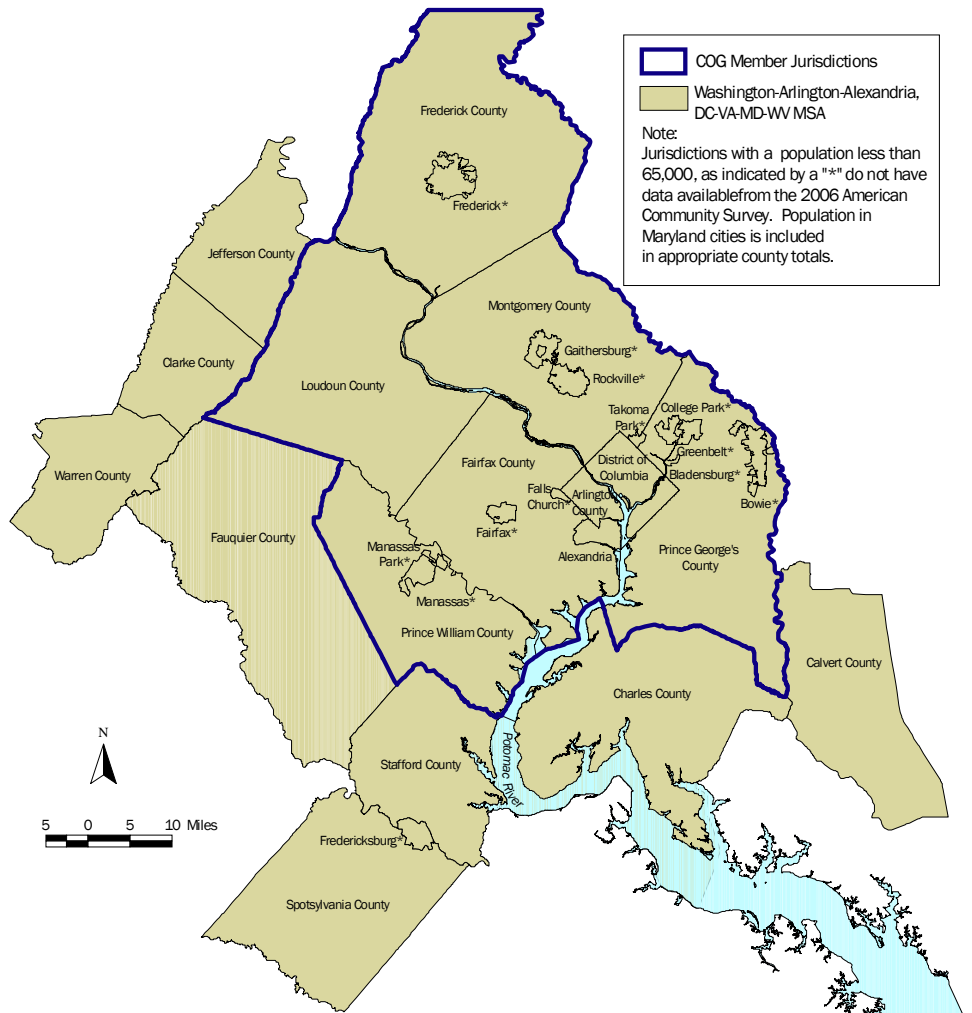 COG Member Jurisdictions
Washington-Arlington-Alexandria,
DC-VA-MD-WV MSA
Note:
Jurisdictions with a population less than
65,000, as indicated by a "*" do not have
data availablefrom the 2006 American
Community Survey. Population in
Maryland cities is included
in appropriate county totals.
Frederick County
Frederick*
Jefferson County
Montgomery County
Clarke County
Gaithersburg*
Loudoun County
Rockville*
Takoma
Park*
College Park*
Warren County
Fairfax County
District of
Columbia
Greenbelt*
Bladensburg*
Falls
Church*
Arlington
County
Bowie*
Fairfax*
Fauquier County
Manassas
Park*
Alexandria
Prince George's
County
Manassas*
Prince William County
Calvert County
Charles County
N
Potomac River
Stafford County
5 0 5 10 Miles
Fredericksburg*
Spotsylvania County